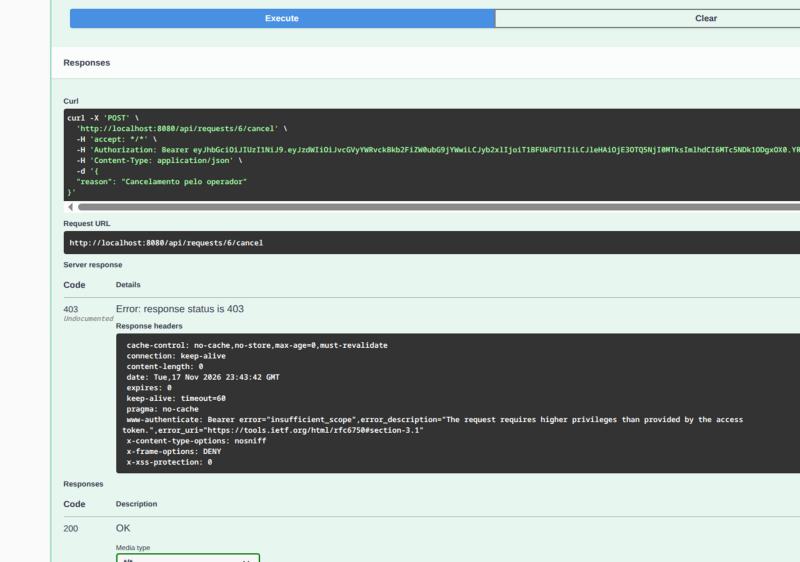 Execute
Clear
Responses
Curl
curl -X 'POST' \
'http://localhost:8080/api/requests/6/cancel' \
-H 'accept: */*' \
-H 'Authorization: Bearer
-H 'Content-Type: application/json' \
-d '{
"reason": "Cancelamento pelo operador"
}'
Request URL
http://localhost:8080/api/requests/6/cancel
Server response
Code
Details
403
Undocumented
Error: response status is 403
Response headers
cache-control: no-cache,no-store,max-age=0,must-revalidate
connection: keep-alive
content-length: 0
date: Tue,17 Nov 2026 23:43:42 GMT
expires: 0
keep-alive: timeout=60
pragma: no-cache
www-authenticate: Bearer error="insufficient_scope",error_description="The request requires higher privileges than provided by the access
token.",error_uri="https://tools.ietf.org/html/rfc6750#section-3.1"
x-content-type-options: nosniff
x-frame-options: DENY
x-xss-protection: 0
Responses
Code
Description
200
OK
Media type